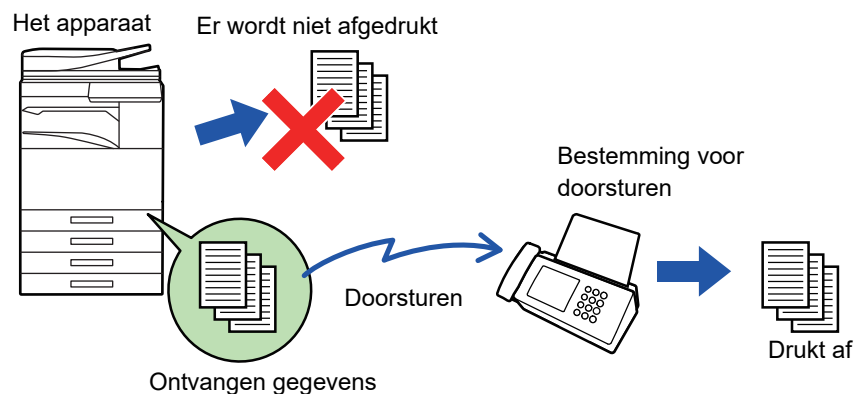 Het apparaat
Er wordt niet afgedrukt
Bestemming voor
doorsturen
Doorsturen
Drukt af
Ontvangen gegevens